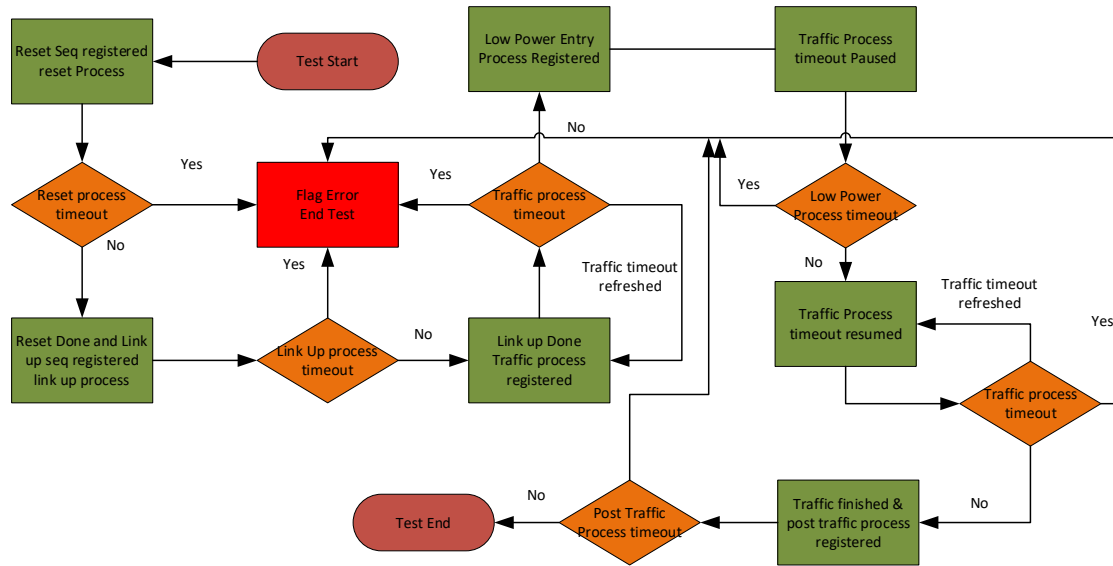 Reset Seq registered
reset Process
Test Start
Low Power Entry
Process Registered
Traffic Process
timeout Paused
No
Yes
Reset process
timeout
Flag Error
End Test
Yes
Traffic process
timeout
Yes
Low Power
Process timeout
No
Yes
No
Traffic timeout
refreshed
Traffic timeout
refreshed
Reset Done and Link
up seq registered
link up process
Link Up process
timeout
No
Link up Done
Traffic process
registered
Traffic Process
timeout resumed
Yes
Traffic process
timeout
Test End
No
Post Traffic
Process timeout
Traffic finished &
post traffic process
registered
No